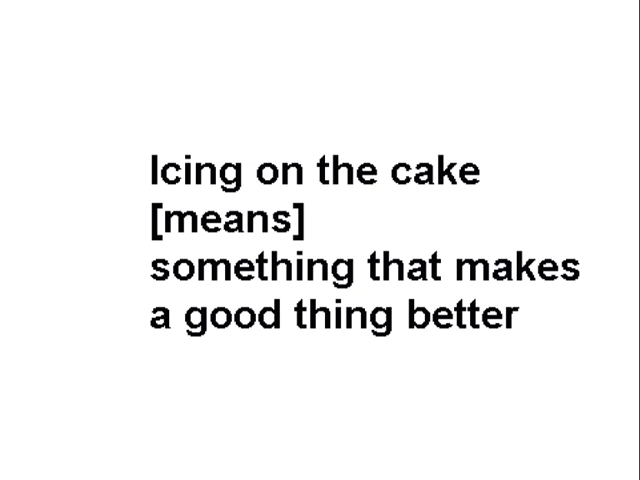 Icing on the cake
[means]
something that makes
a good thing better